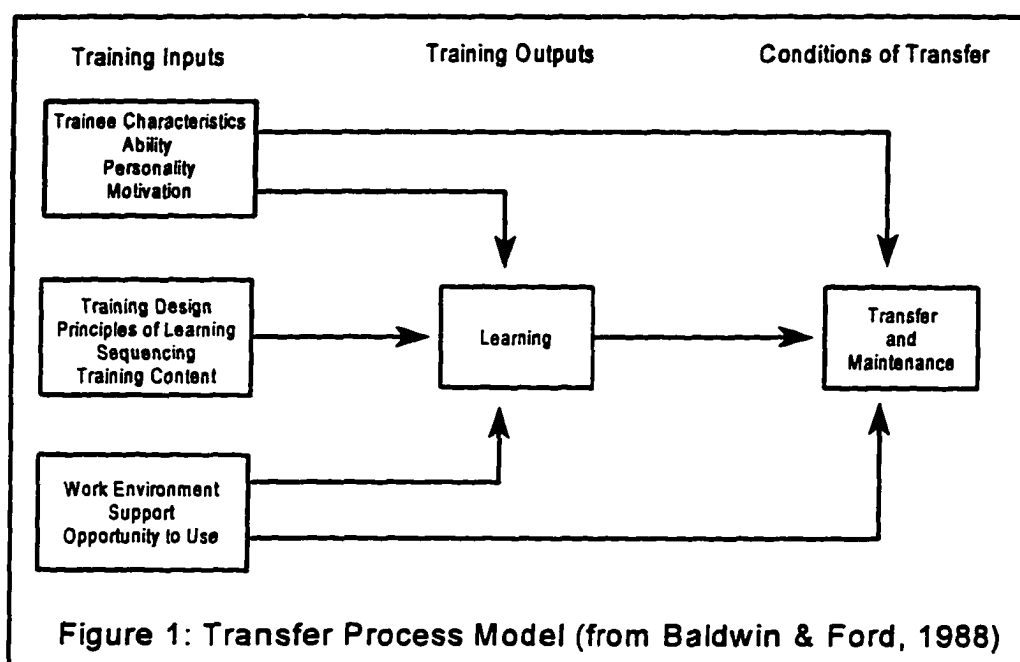 Training Inputs
Training Outputs
Conditions of Transfer
Trainee Characteristics
Ability
Personality
Motivation
Training Design
Principles of Learning
Sequencing
Training Content
Learning
Transfer
and
Maintenance
Work Environment
Support
Opportunity to Use
Figure 1: Transfer Process Model (from Baldwin & Ford, 1988)